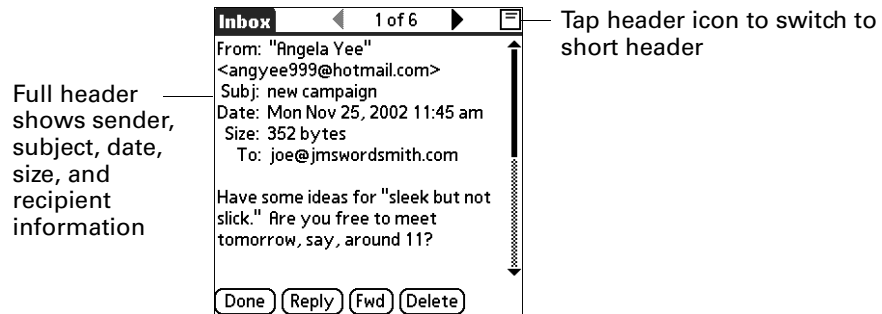 Inbox 1 of 6
Tap header icon to switch to
short header
From: "Angela Yee"
<angyee999@hotmail.com>
Subj: new campaign
Date: Mon Nov 25, 2002 11:45 am
Size: 352 bytes
To: joe@jmswordsmith.com
Have some ideas for "sleek but not
slick." Are you free to meet
tomorrow, say, around 11?
Done Reply Fwd Delete
Full header
shows sender,
subject, date,
size, and
recipient
information